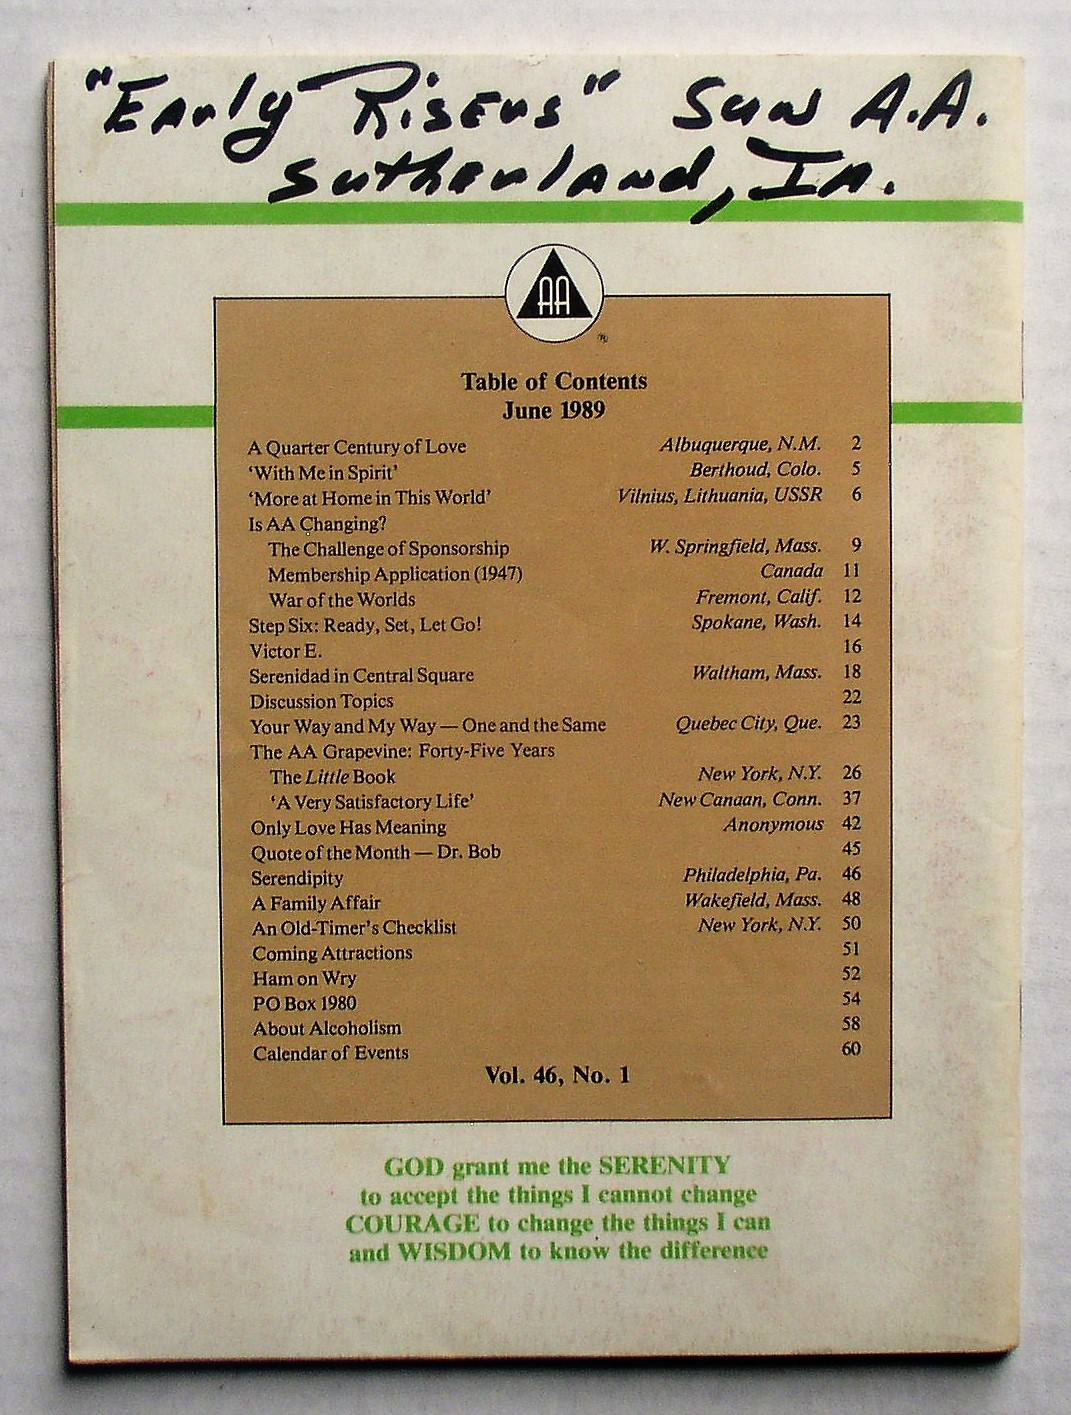 "Early Risers" Sun A.A.
Sutherland, Ia.
AA
®
Table of Contents
June 1989
A Quarter Century of Love Albuquerque, N.M. 2
‘With Me in Spirit’ Berthoud, Colo. 5
‘More at Home in This World’ Vilnius, Lithuania, USSR 6
Is AA Changing?
The Challenge of Sponsorship W. Springfield, Mass. 9
Membership Application (1947) Canada 11
War of the Worlds Fremont, Calif. 12
Step Six: Ready, Set, Let Go! Spokane, Wash. 14
Victor E. 16
Serenidad in Central Square Waltham, Mass. 18
Discussion Topics 22
Your Way and My Way — One and the Same Quebec City, Que. 23
The AA Grapevine: Forty-Five Years
The Little Book New York, N.Y. 26
‘A Very Satisfactory Life’ New Canaan, Conn. 37
Only Love Has Meaning Anonymous 42
Quote of the Month — Dr. Bob 45
Serendipity Philadelphia, Pa. 46
A Family Affair Wakefield, Mass. 48
An Old-Timer’s Checklist New York, N.Y. 50
Coming Attractions 51
Ham on Wry 52
PO Box 1980 54
About Alcoholism 58
Calendar of Events 60
Vol. 46, No. 1
GOD grant me the SERENITY
to accept the things I cannot change
COURAGE to change the things I can
and WISDOM to know the difference